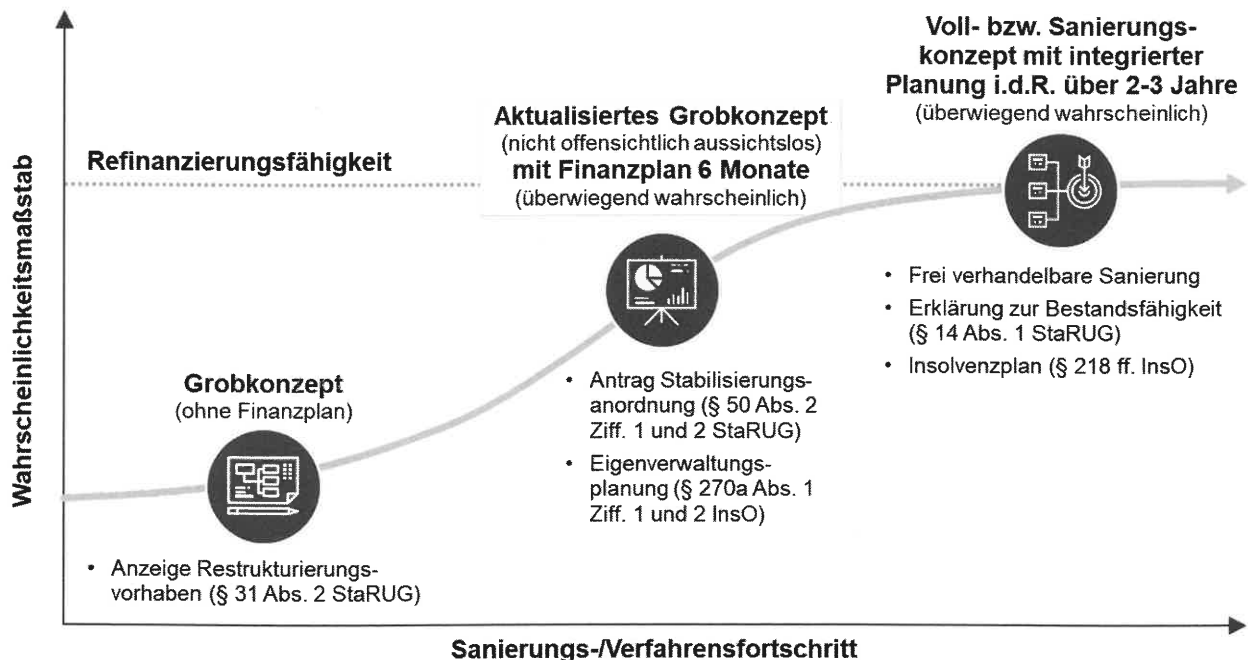 Voll- bzw. Sanierungs-
konzept mit integrierter
Planung i.d.R. über 2-3 Jahre
(überwiegend wahrscheinlich)
Aktualisiertes Grobkonzept
(nicht offensichtlich aussichtslos)
mit Finanzplan 6 Monate
(überwiegend wahrscheinlich)
Refinanzierungsfähigkeit
Wahrscheinlichkeitsmaßstab
• Frei verhandelbare Sanierung
• Erklärung zur Bestandsfähigkeit
(§ 14 Abs. 1 StaRUG)
• Insolvenzplan (§ 218 ff. InsO)
Grobkonzept
(ohne Finanzplan)
• Antrag Stabilisierungs-
anordnung (§ 50 Abs. 2
Ziff. 1 und 2 StaRUG)
• Eigenverwaltungs-
planung (§ 270a Abs. 1
Ziff. 1 und 2 InsO)
• Anzeige Restrukturierungs-
vorhaben (§ 31 Abs. 2 StaRUG)
Sanierungs-/Verfahrensfortschritt